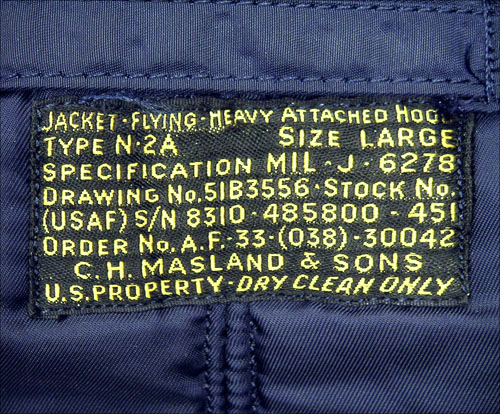 JACKET-FLYING-HEAVY ATTACHED HOOD
TYPE N-2A SIZE LARGE
SPECIFICATION MIL-J-6278
DRAWING No.51B3556-STOCK No.
(USAF) S/N 8310-485800-451
ORDER No. A.F.-33-(038)-30042
C.H. MASLAND & SONS
U.S. PROPERTY-DRY CLEAN ONLY